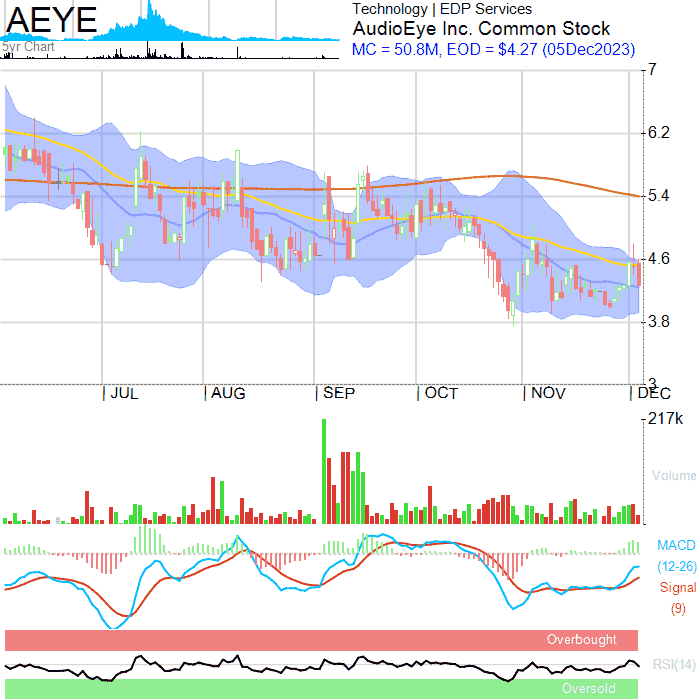 AEYE
5yr Chart
Technology | EDP Services
AudioEye Inc. Common Stock
MC = 50.8M, EOD = $4.27 (05Dec2023)
7
6.2
5.4
4.6
3.8
3
| JUL | AUG | SEP | OCT | NOV | DEC
217k
Volume
MACD
(12-26)
Signal
(9)
Overbought
RSI(14)
Oversold